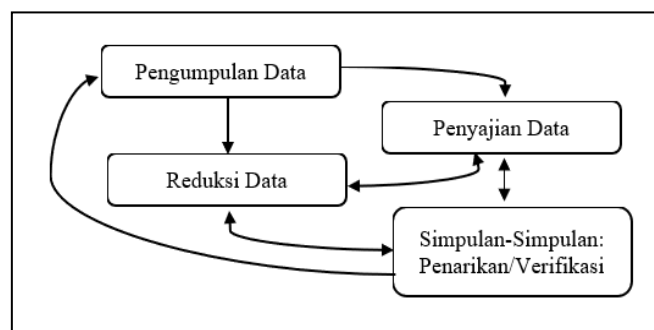 Pengumpulan Data
Penyajian Data
Reduksi Data
Simpulan-Simpulan:
Penarikan/Verifikasi